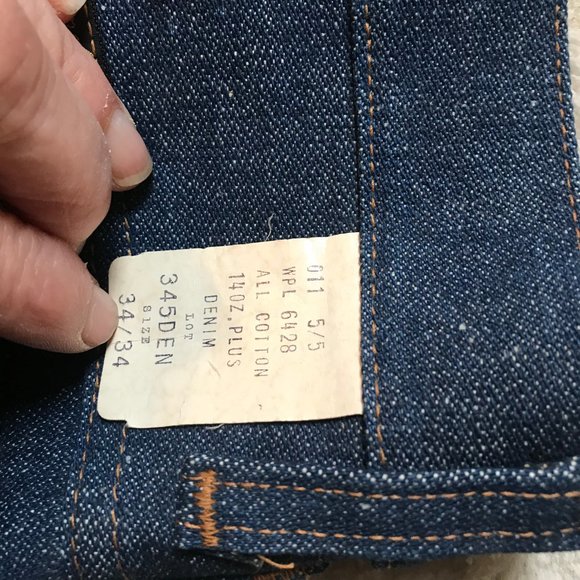 011 5/5
WPL 6428
ALL COTTON
14OZ. PLUS
DENIM
LOT
345DEN
SIZE
34/34